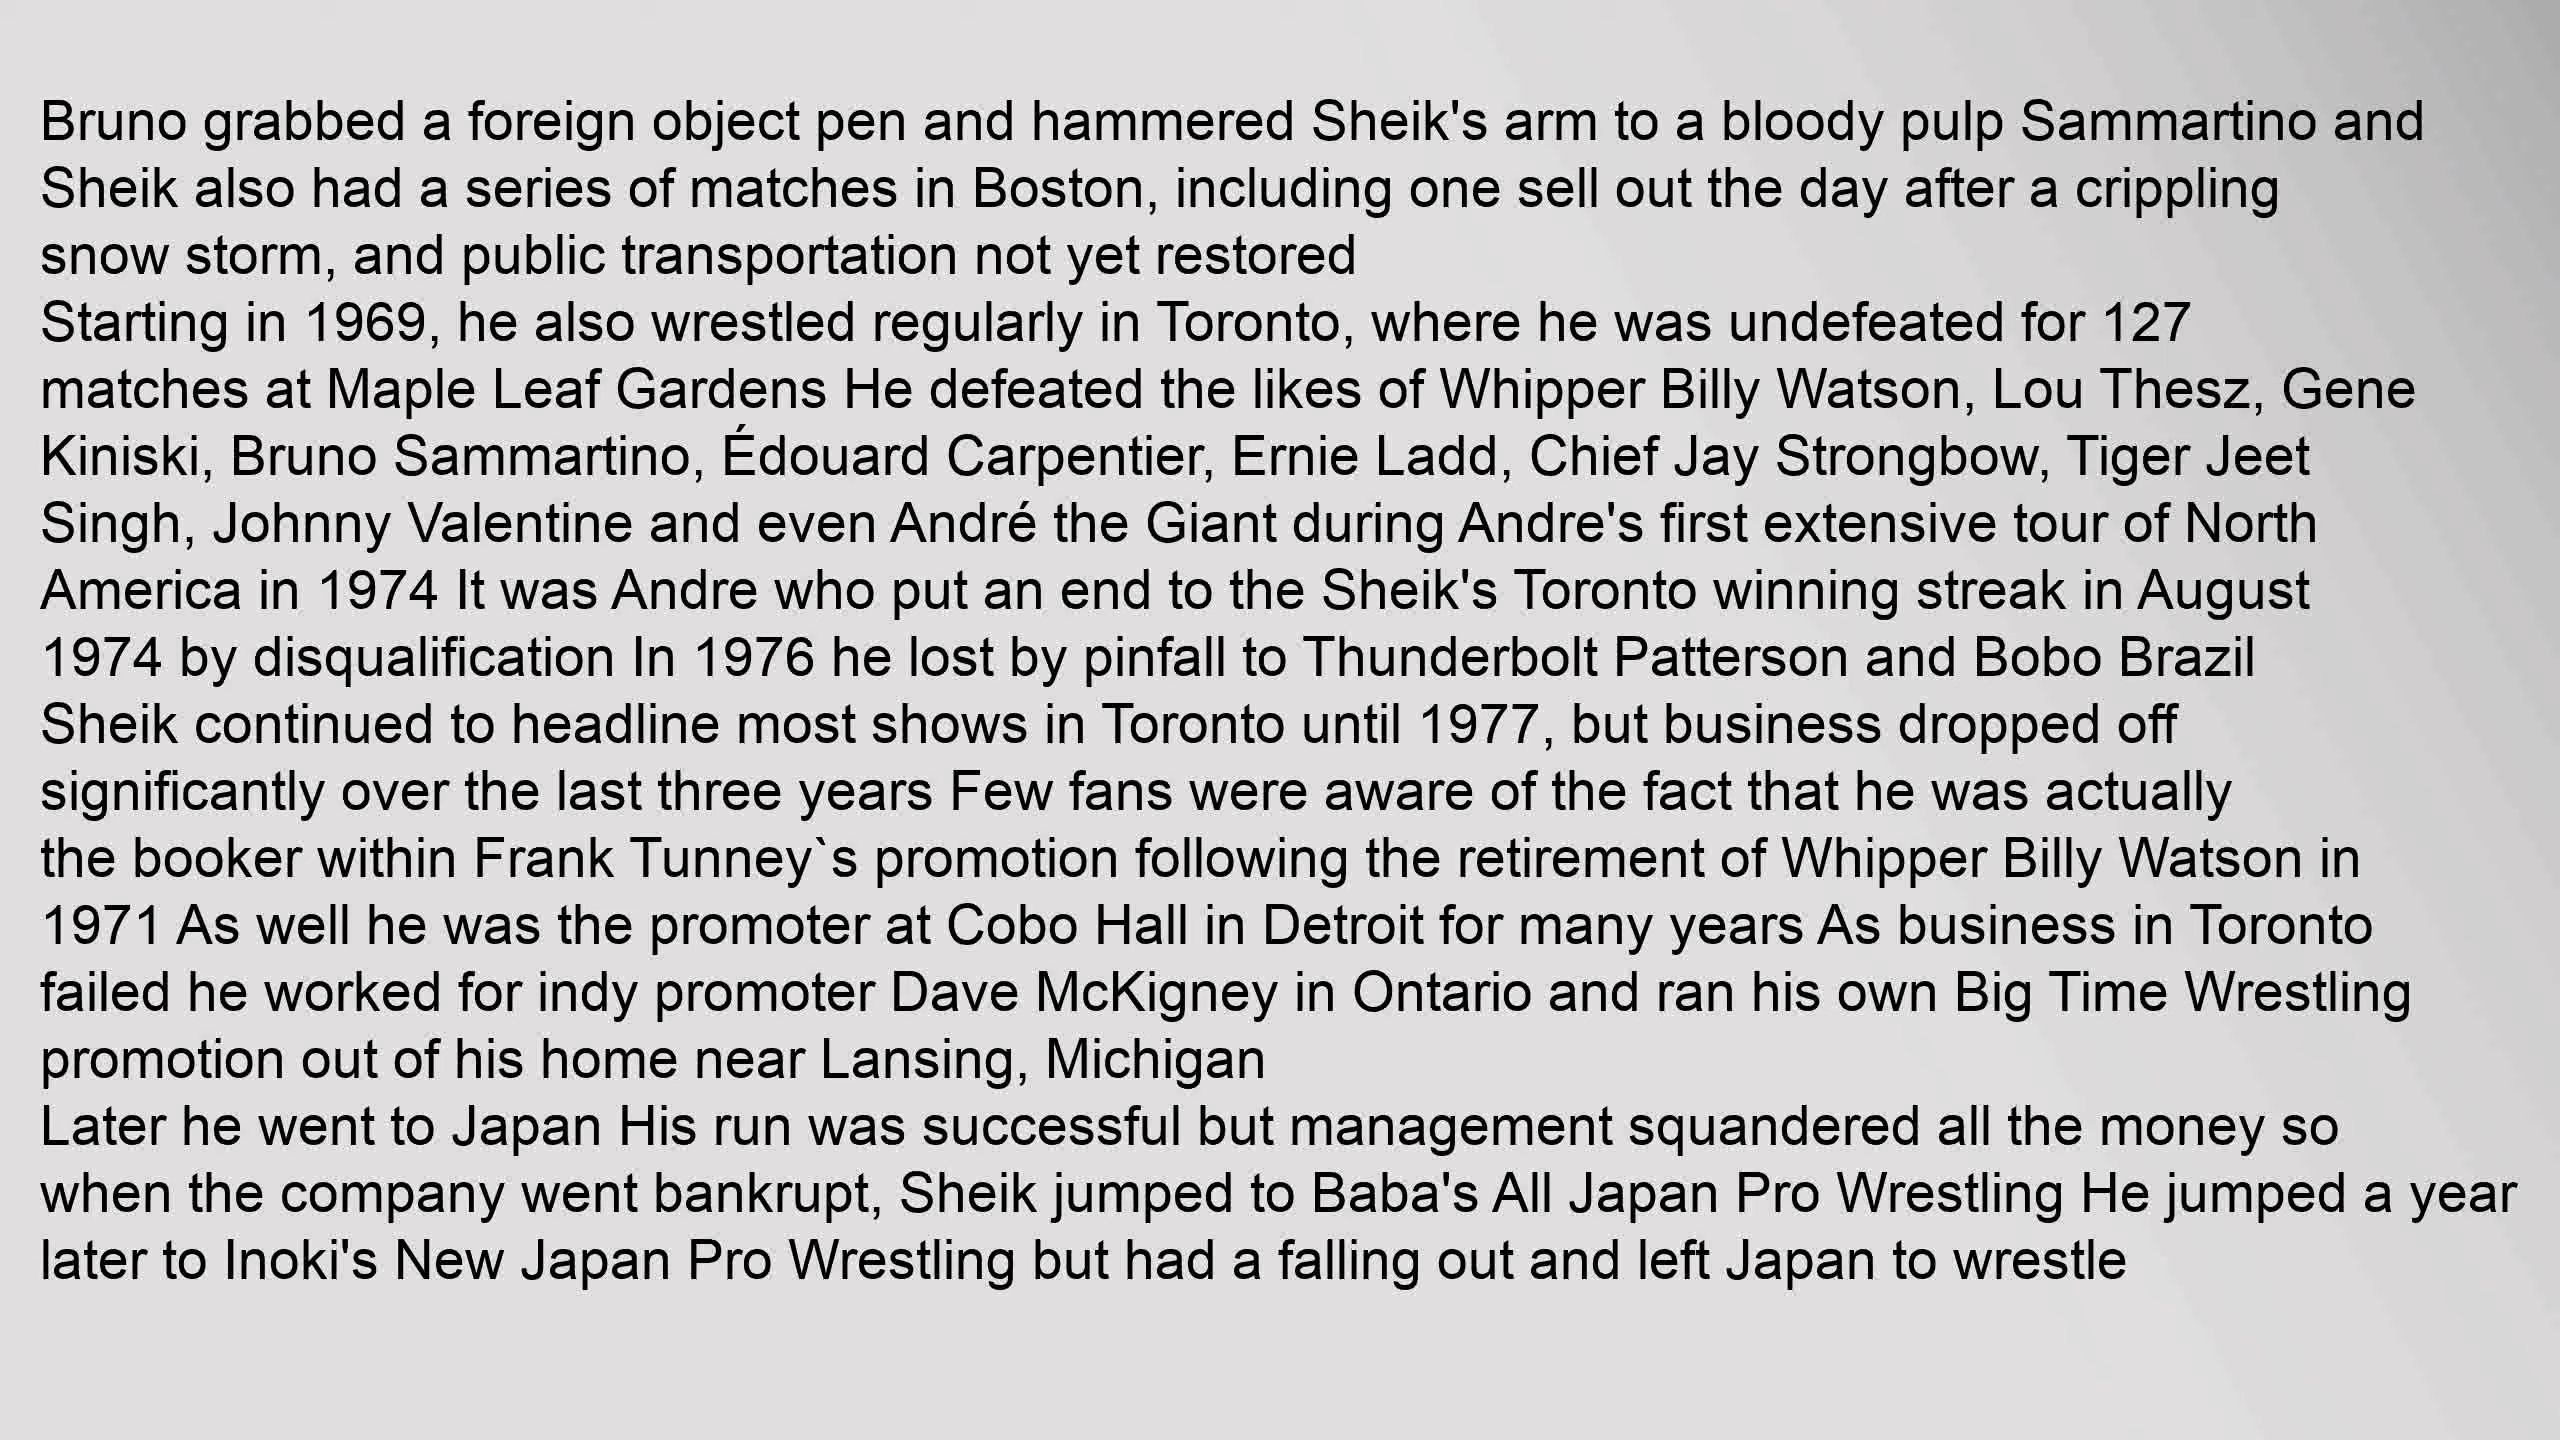 Bruno grabbed a foreign object pen and hammered Sheik's arm to a bloody pulp Sammartino and
Sheik also had a series of matches in Boston, including one sell out the day after a crippling
snow storm, and public transportation not yet restored
Starting in 1969, he also wrestled regularly in Toronto, where he was undefeated for 127
matches at Maple Leaf Gardens He defeated the likes of Whipper Billy Watson, Lou Thesz, Gene
Kiniski, Bruno Sammartino, Édouard Carpentier, Ernie Ladd, Chief Jay Strongbow, Tiger Jeet
Singh, Johnny Valentine and even André the Giant during Andre's first extensive tour of North
America in 1974 It was Andre who put an end to the Sheik's Toronto winning streak in August
1974 by disqualification In 1976 he lost by pinfall to Thunderbolt Patterson and Bobo Brazil
Sheik continued to headline most shows in Toronto until 1977, but business dropped off
significantly over the last three years Few fans were aware of the fact that he was actually
the booker within Frank Tunney`s promotion following the retirement of Whipper Billy Watson in
1971 As well he was the promoter at Cobo Hall in Detroit for many years As business in Toronto
failed he worked for indy promoter Dave McKigney in Ontario and ran his own Big Time Wrestling
promotion out of his home near Lansing, Michigan
Later he went to Japan His run was successful but management squandered all the money so
when the company went bankrupt, Sheik jumped to Baba's All Japan Pro Wrestling He jumped a year
later to Inoki's New Japan Pro Wrestling but had a falling out and left Japan to wrestle